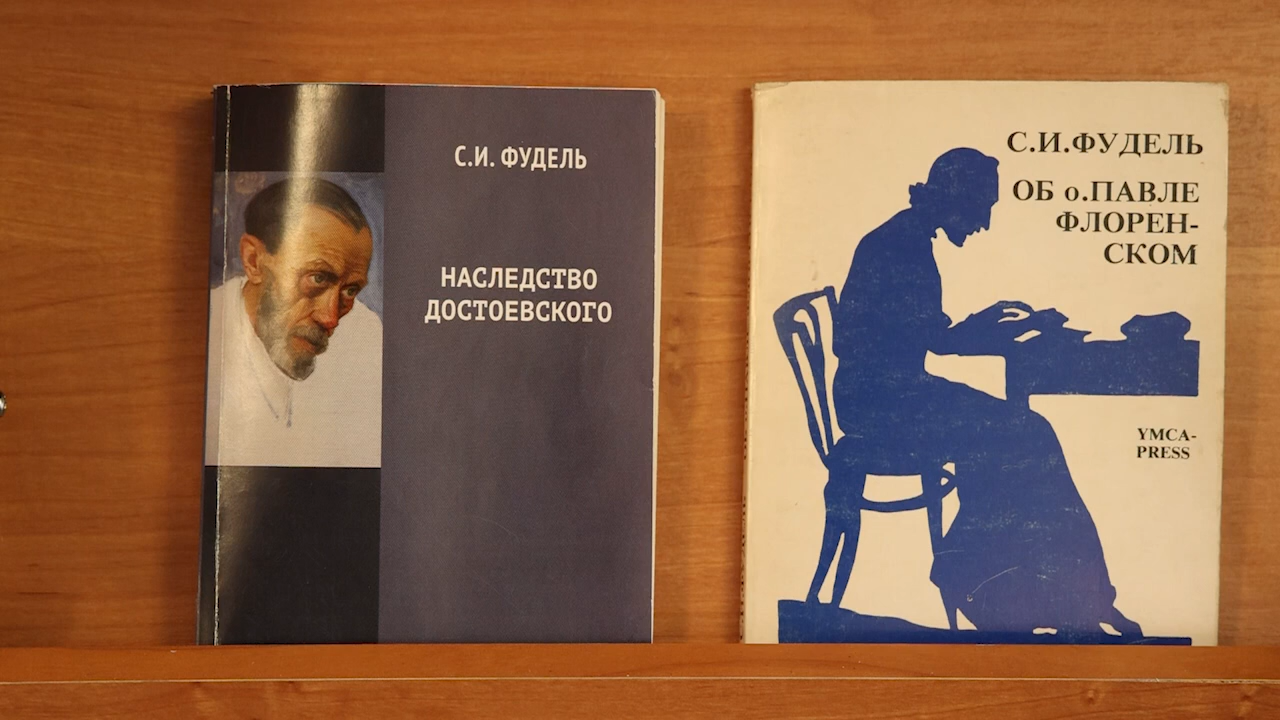 С.И. ФУДЕЛЬ
НАСЛЕДСТВО
ДОСТОЕВСКОГО
С.И.ФУДЕЛЬ
ОБ о.ПАВЛЕ
ФЛОРЕН-
СКОМ
YMCA-
PRESS